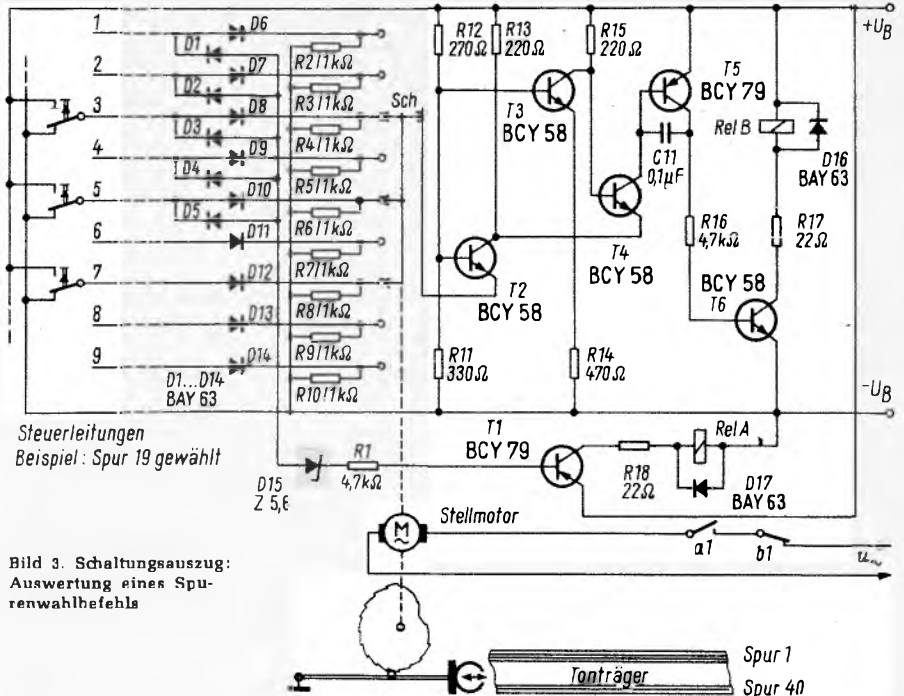 1
2
3
4
5
6
7
8
9
D1
D2
D3
D4
D5
D6
D7
D8
D9
D10
D11
D12
D13
D14
D1...D14
BAY 63
R2/1kΩ
R3/1kΩ
R4/1kΩ
R5/1kΩ
R6/1kΩ
R7/1kΩ
R8/1kΩ
R9/1kΩ
R10/1kΩ
Sch
R12
270Ω
R13
220Ω
R15
220Ω
T3
BCY 58
T5
BCY 79
C11
0,1µF
T4
BCY 58
T2
BCY 58
R11
330Ω
R14
470Ω
R16
4,7kΩ
BCY 58
T6
Rel B
D16
BAY 63
R17
22Ω
+UB
-UB
Steuerleitungen
Beispiel: Spur 19 gewählt
D15
Z 5,6
R1
4,7kΩ
T1
BCY 79
R18
22Ω
Rel A
D17
BAY 63
M
~
Stellmotor
a1
b1
u~
Bild 3. Schaltungsauszug:
Auswertung eines Spu-
renwahlbefehls
Tonträger
Spur 1
Spur 40